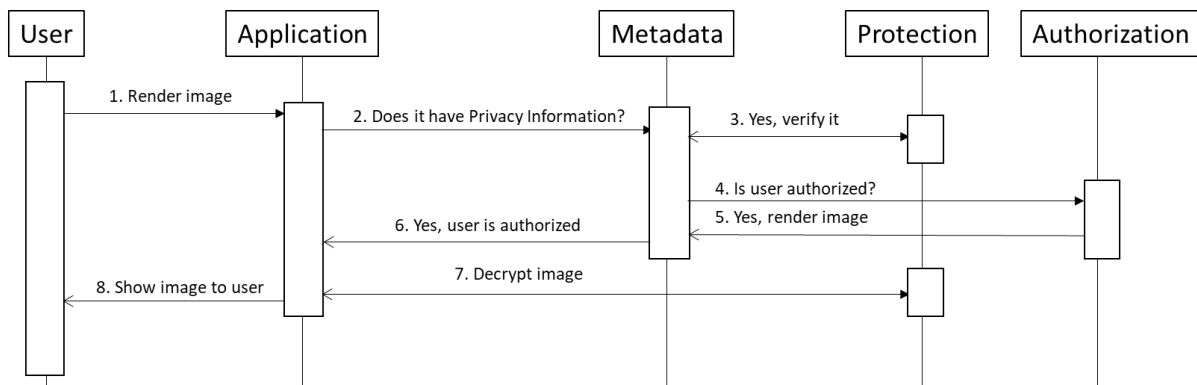 User
Application
Metadata
Protection
Authorization
1. Render image
2. Does it have Privacy Information?
3. Yes, verify it
4. Is user authorized?
5. Yes, render image
6. Yes, user is authorized
7. Decrypt image
8. Show image to user